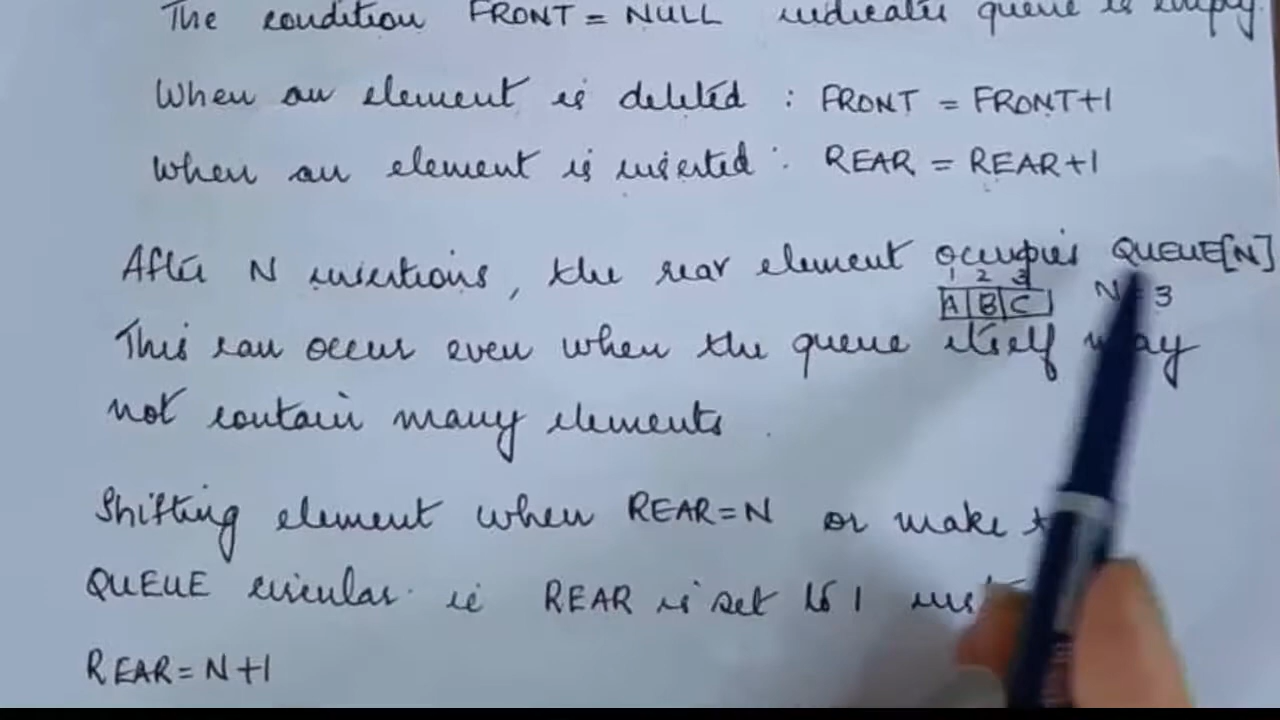 The condition FRONT = NULL indicates queue is empty.
When an element is deleted : FRONT = FRONT+1
When an element is inserted : REAR = REAR+1
After N insertions, the rear element occupies QUEUE[N]
1 2 3
A B C N = 3
This can occur even when the queue itself may
not contain many elements.
Shifting element when REAR=N or make
QUEUE circular. ie REAR is set to 1
REAR=N+1